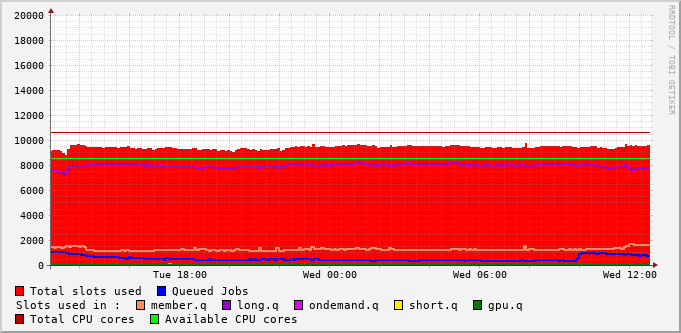 RRDTOOL / TOBI OETIKER
20000
18000
16000
14000
12000
10000
8000
6000
4000
2000
0
Tue 18:00 Wed 00:00 Wed 06:00 Wed 12:00
Total slots used Queued Jobs
Slots used in : member.q long.q ondemand.q short.q gpu.q
Total CPU cores Available CPU cores